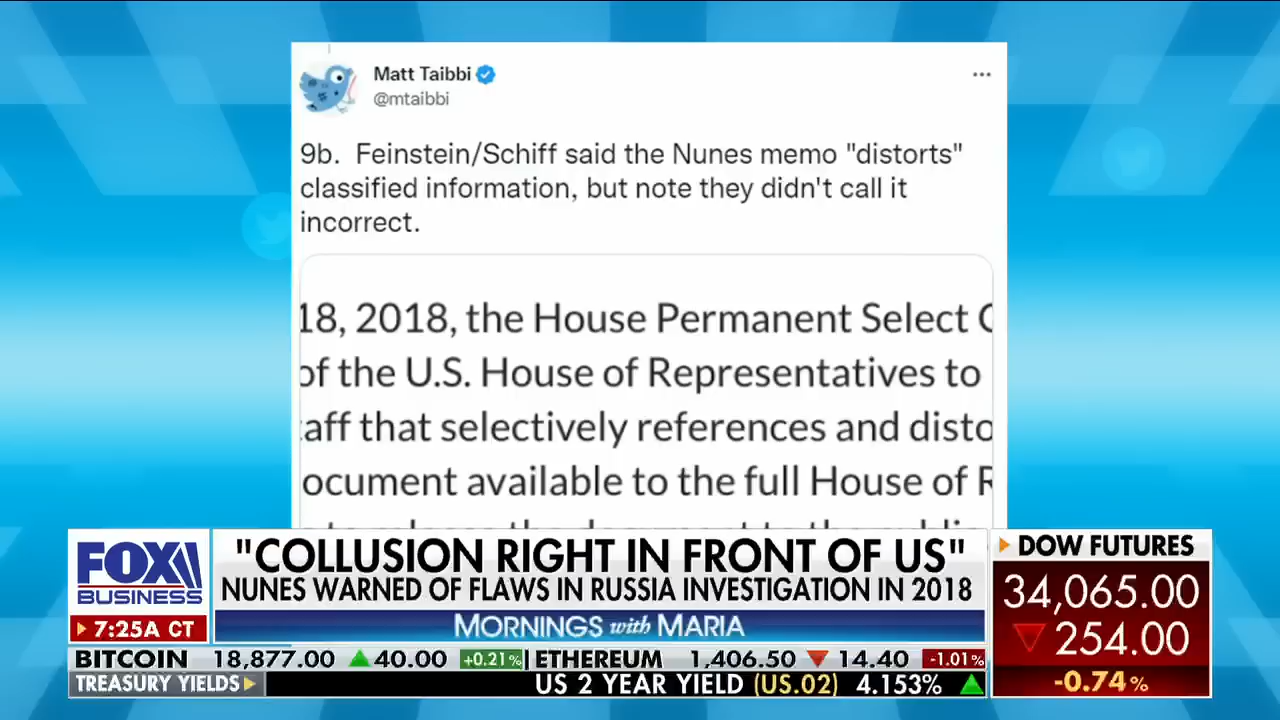 Matt Taibbi
@mtaibbi
9b. Feinstein/Schiff said the Nunes memo "distorts"
classified information, but note they didn't call it
incorrect.
18, 2018, the House Permanent Select C
of the U.S. House of Representatives to
aff that selectively references and disto
ocument available to the full House of R
FOX
BUSINESS
7:25A CT
"COLLUSION RIGHT IN FRONT OF US"
NUNES WARNED OF FLAWS IN RUSSIA INVESTIGATION IN 2018
MORNINGS with MARIA
DOW FUTURES
34,065.00
254.00
-0.74%
BITCOIN 18,877.00 40.00 +0.21% ETHEREUM 1,406.50 14.40 -1.01%
TREASURY YIELDS US 2 YEAR YIELD (US.02) 4.153%